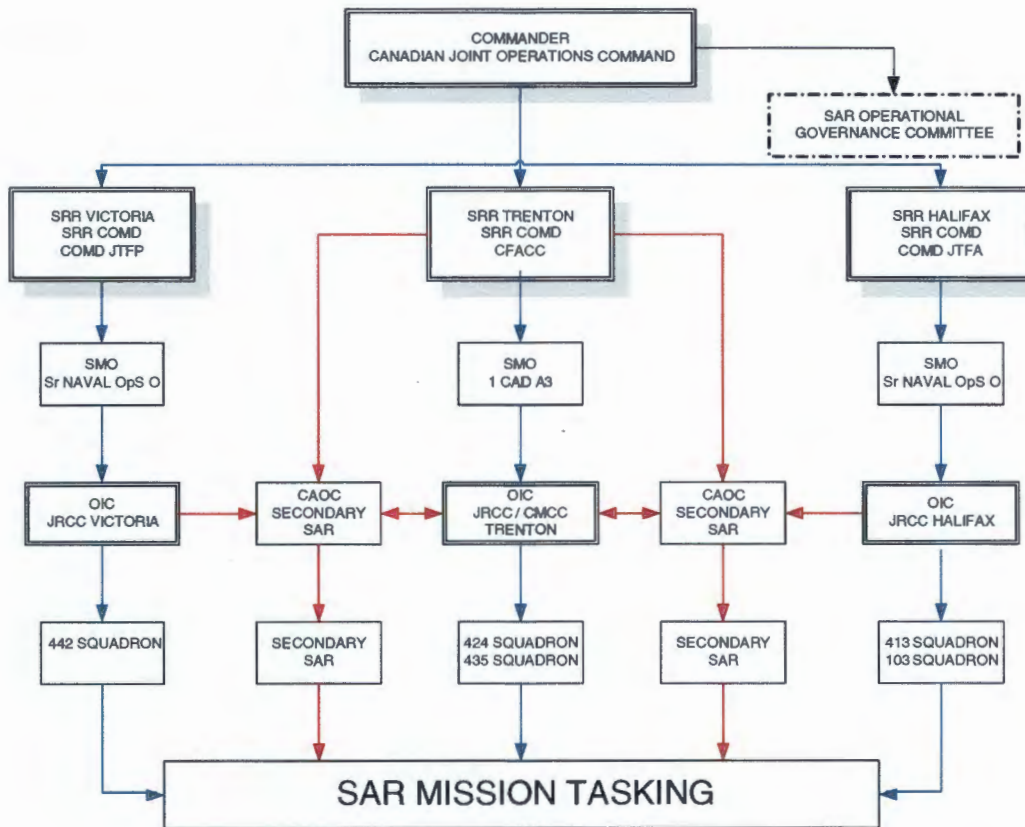 COMMANDER
CANADIAN JOINT OPERATIONS COMMAND
SAR OPERATIONAL
GOVERNANCE COMMITTEE
SRR VICTORIA
SRR COMD
COMD JTFP
SRR TRENTON
SRR COMD
CFACC
SRR HALIFAX
SRR COMD
COMD JTFA
SMO
Sr NAVAL OpS O
SMO
1 CAD A3
SMO
Sr NAVAL OpS O
OIC
JRCC VICTORIA
CAOC
SECONDARY
SAR
OIC
JRCC / CMCC
TRENTON
CAOC
SECONDARY
SAR
OIC
JRCC HALIFAX
442 SQUADRON
SECONDARY
SAR
424 SQUADRON
435 SQUADRON
SECONDARY
SAR
413 SQUADRON
103 SQUADRON
SAR MISSION TASKING